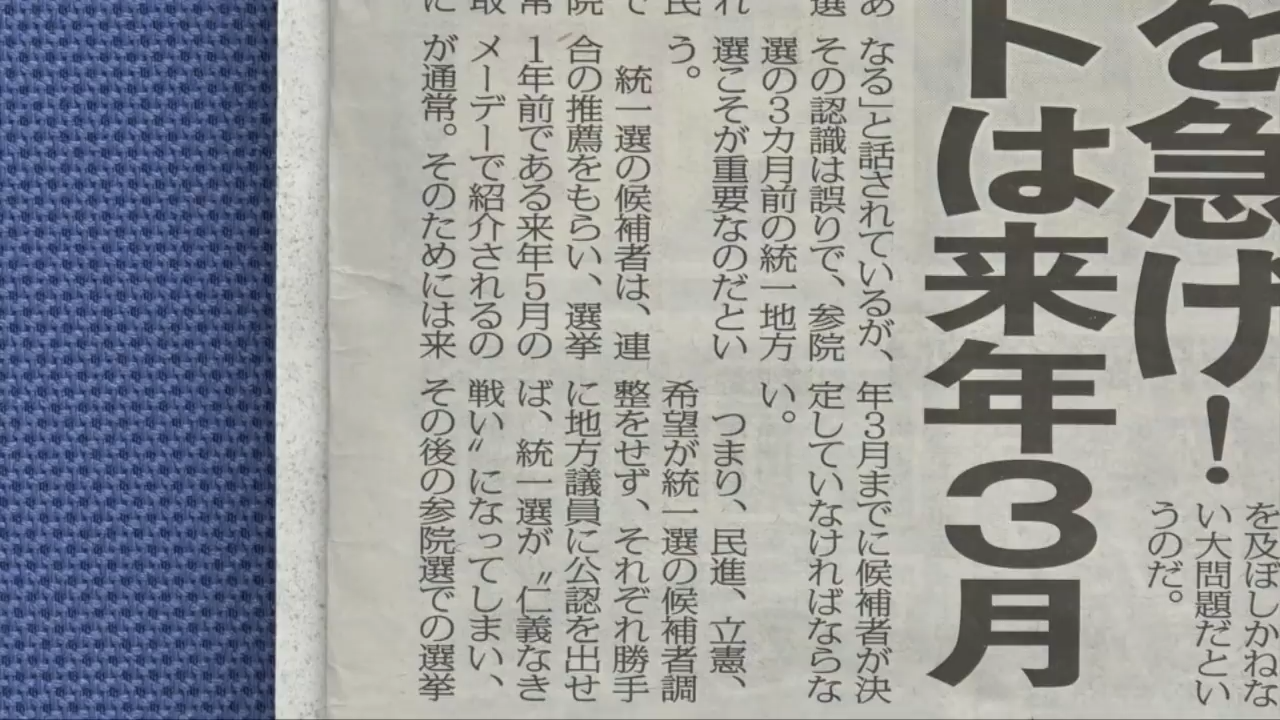 を急げ！
トは来年３月
を及ぼしかねな
い大問題だとい
うのだ。
なる」と話されているが、
その認識は誤りで、参院
選の３カ月前の統一地方
選こそが重要なのだとい
う。
統一選の候補者は、連
合の推薦をもらい、選挙
１年前である来年５月の
メーデーで紹介されるの
が通常。そのためには来
年３月までに候補者が決
定していなければならな
い。
つまり、民進、立憲、
希望が統一選の候補者調
整をせず、それぞれ勝手
に地方議員に公認を出せ
ば、統一選が〝仁義なき
戦い〟になってしまい、
その後の参院選での選挙